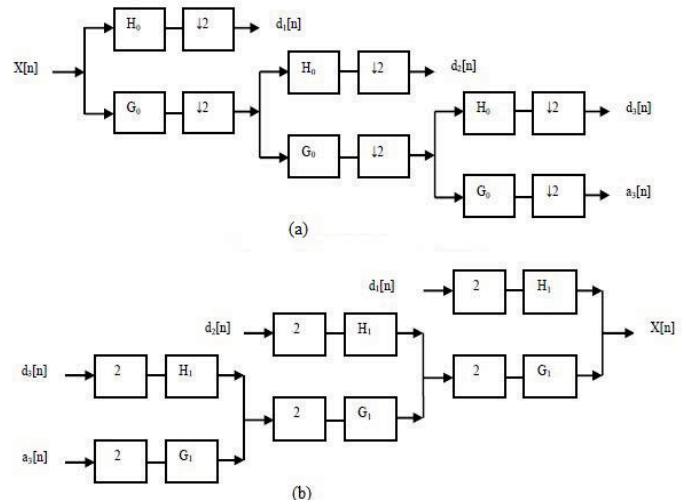 H₀ ↓2 d₁[n]
X[n]
H₀ ↓2 d₂[n]
G₀ ↓2
H₀ ↓2 d₃[n]
G₀ ↓2
G₀ ↓2 a₃[n]
(a)
d₁[n] 2 H₁
d₂[n] 2 H₁ X[n]
d₃[n] 2 H₁ 2 G₁
2 G₁
a₃[n] 2 G₁
(b)